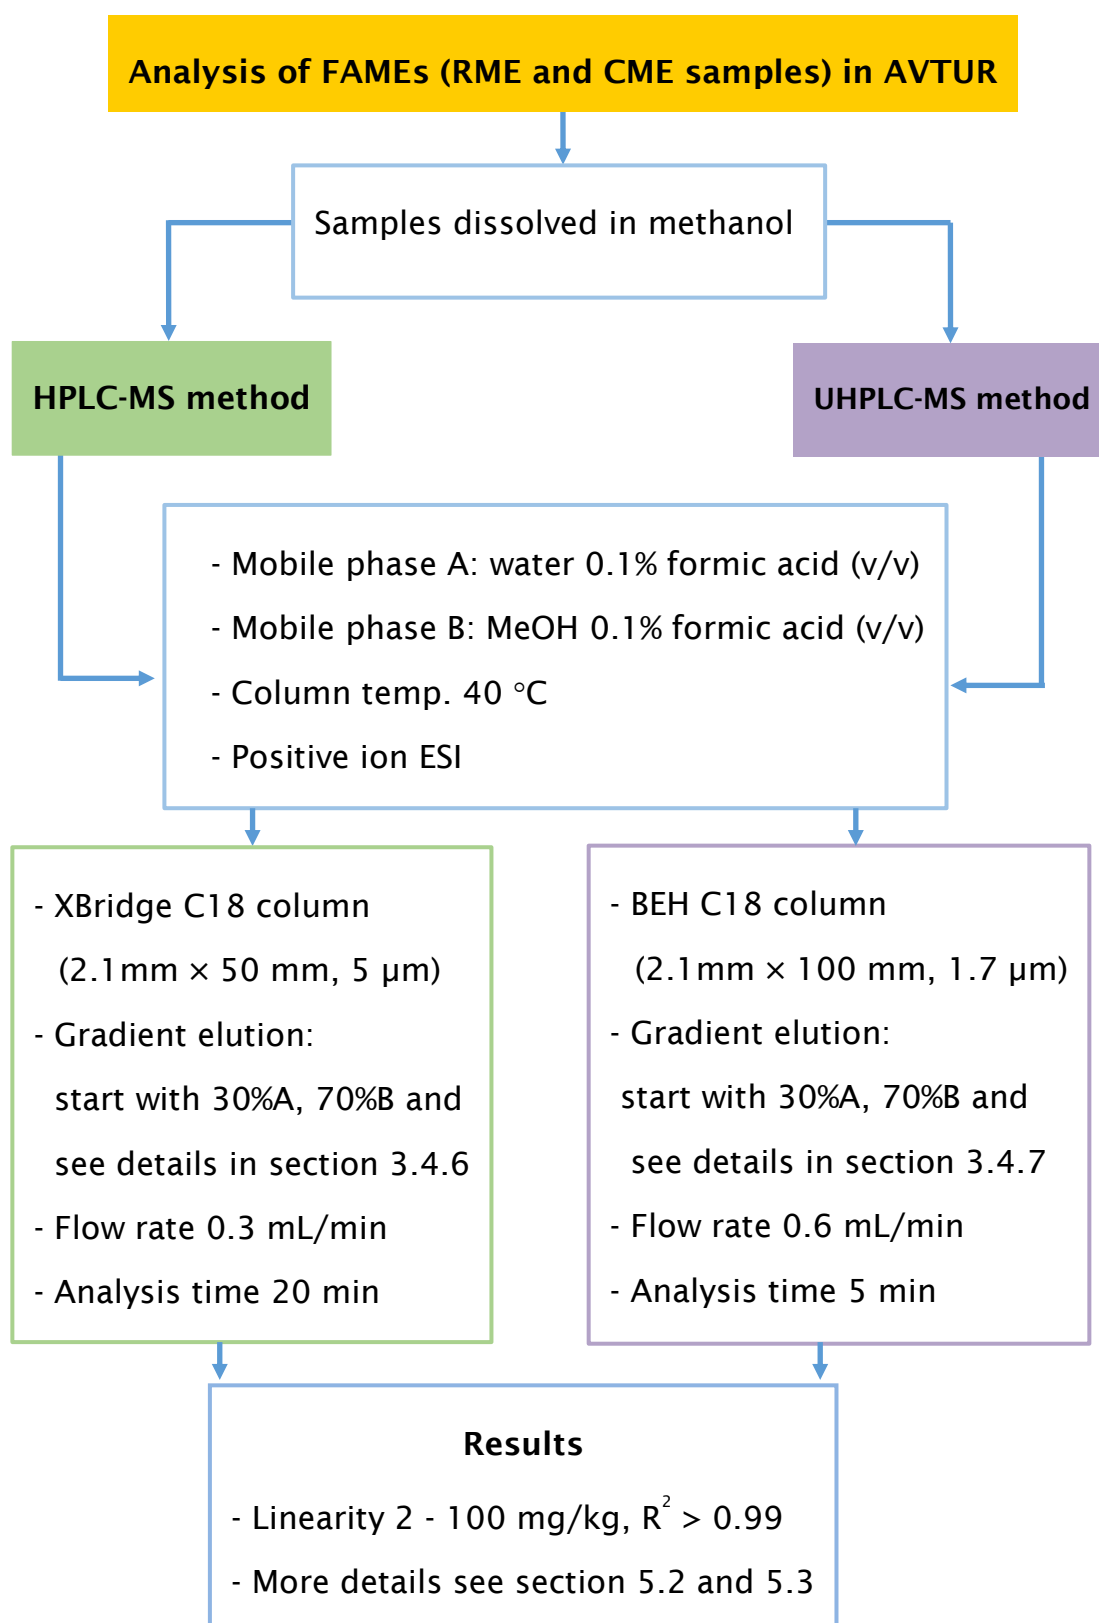 Analysis of FAMEs (RME and CME samples) in AVTUR
Samples dissolved in methanol
HPLC-MS method
UHPLC-MS method
- Mobile phase A: water 0.1% formic acid (v/v)
- Mobile phase B: MeOH 0.1% formic acid (v/v)
- Column temp. 40 °C
- Positive ion ESI
- XBridge C18 column
(2.1mm × 50 mm, 5 µm)
- Gradient elution:
start with 30%A, 70%B and
see details in section 3.4.6
- Flow rate 0.3 mL/min
- Analysis time 20 min
- BEH C18 column
(2.1mm × 100 mm, 1.7 µm)
- Gradient elution:
start with 30%A, 70%B and
see details in section 3.4.7
- Flow rate 0.6 mL/min
- Analysis time 5 min
Results
- Linearity 2 - 100 mg/kg, R² > 0.99
- More details see section 5.2 and 5.3